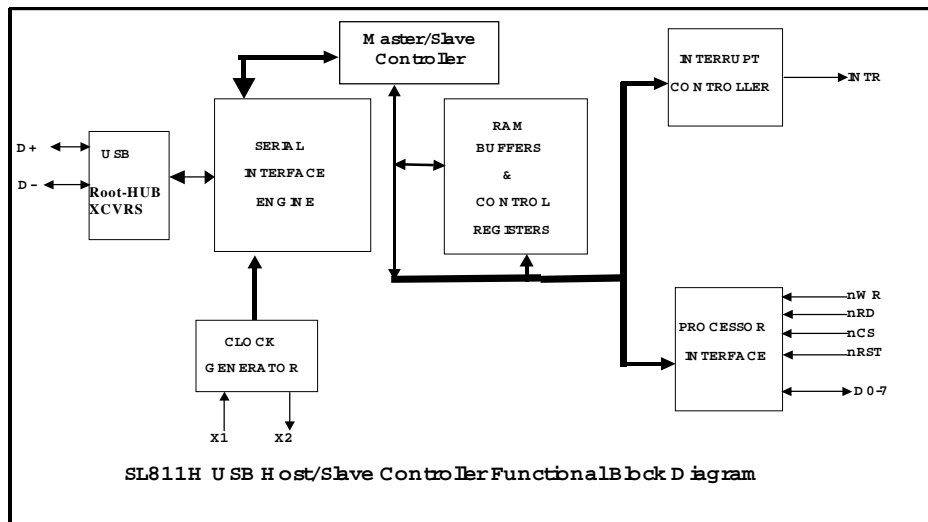 Master/Slave
Controller
INTERRUPT
CONTROLLER
INTR
RAM
BUFFERS
&
CONTROL
REGISTERS
SERIAL
INTERFACE
ENGINE
D+
D-
USB
Root-HUB
XCVRS
CLOCK
GENERATOR
X1
X2
PROCESSOR
INTERFACE
nWR
nRD
nCS
nRST
D0-7
SL811H USB Host/Slave Controller Functional Block Diagram